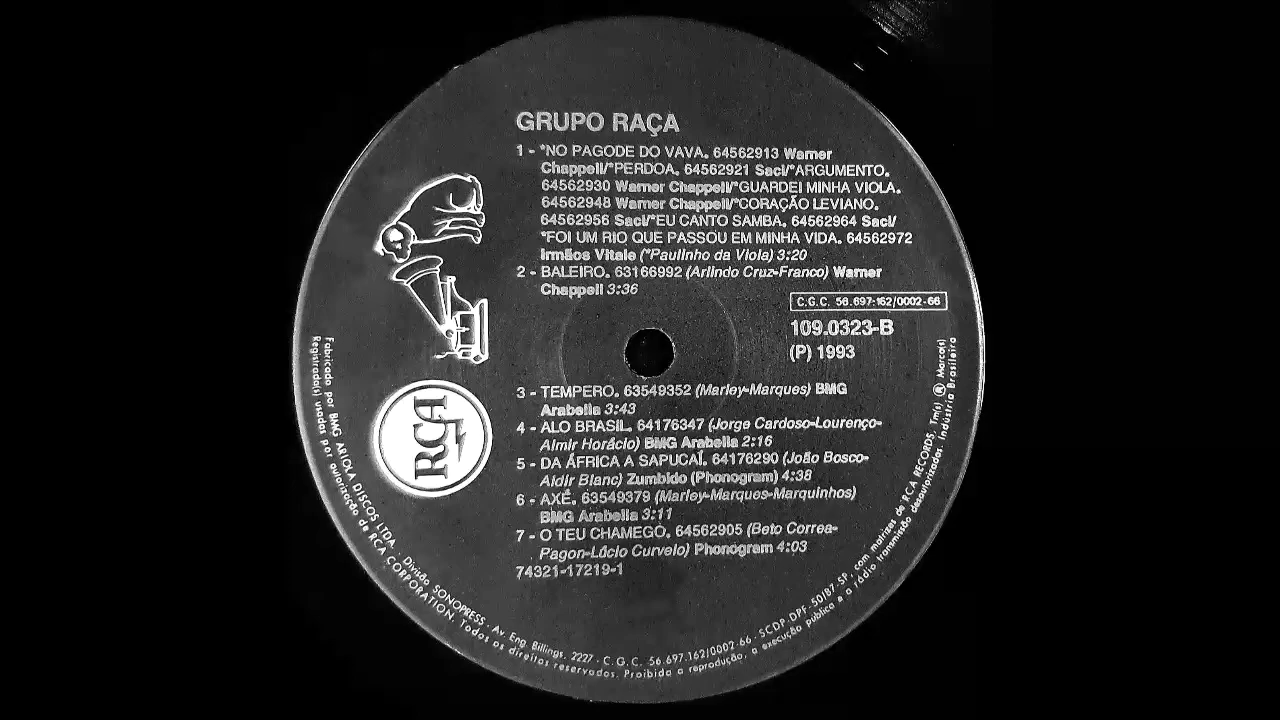 GRUPO RAÇA
1 - *NO PAGODE DO VAVA. 64562913 Warner
Chappell/*PERDOA. 64562921 Saci/*ARGUMENTO.
64562930 Warner Chappell/*GUARDEI MINHA VIOLA.
64562948 Warner Chappell/*CORAÇÃO LEVIANO.
64562956 Saci/*EU CANTO SAMBA. 64562964 Saci/
*FOI UM RIO QUE PASSOU EM MINHA VIDA. 64562972
Irmãos Vitale (*Paulinho da Viola) 3:20
2 - BALEIRO. 63166992 (Arlindo Cruz-Franco) Warner
Chappell 3:36
C.G.C. 56.697.162/0002-66
109.0323-B
(P) 1993
3 - TEMPERO. 63549352 (Marley-Marques) BMG
Arabella 3:43
4 - ALO BRASIL. 64176347 (Jorge Cardoso-Lourenço-
Almir Horácio) BMG Arabella 2:16
5 - DA ÁFRICA A SAPUCAÍ. 64176290 (João Bosco-
Aldir Blanc) Zumbido (Phonogram) 4:38
6 - AXÉ. 63549379 (Marley-Marques-Marquinhos)
BMG Arabella 3:11
7 - O TEU CHAMEGO. 64562905 (Beto Correa-
Pagon-Lúcio Curvelo) Phonogram 4:03
74321-17219-1
RCA
Fabricado por BMG ARIOLA DISCOS LTDA. - Divisão SONOPRESS - Av. Eng. Billings, 2227 - C.G.C. 56.697.162/0002-66 - SCDP-DPF-50/87-SP, com matrizes de RCA RECORDS, Tm(s) ® Marca(s)
Registrada(s) usadas por autorização de RCA CORPORATION. Todos os direitos reservados. Proibida a reprodução, a execução pública e a rádio transmissão desautorizadas. Indústria Brasileira